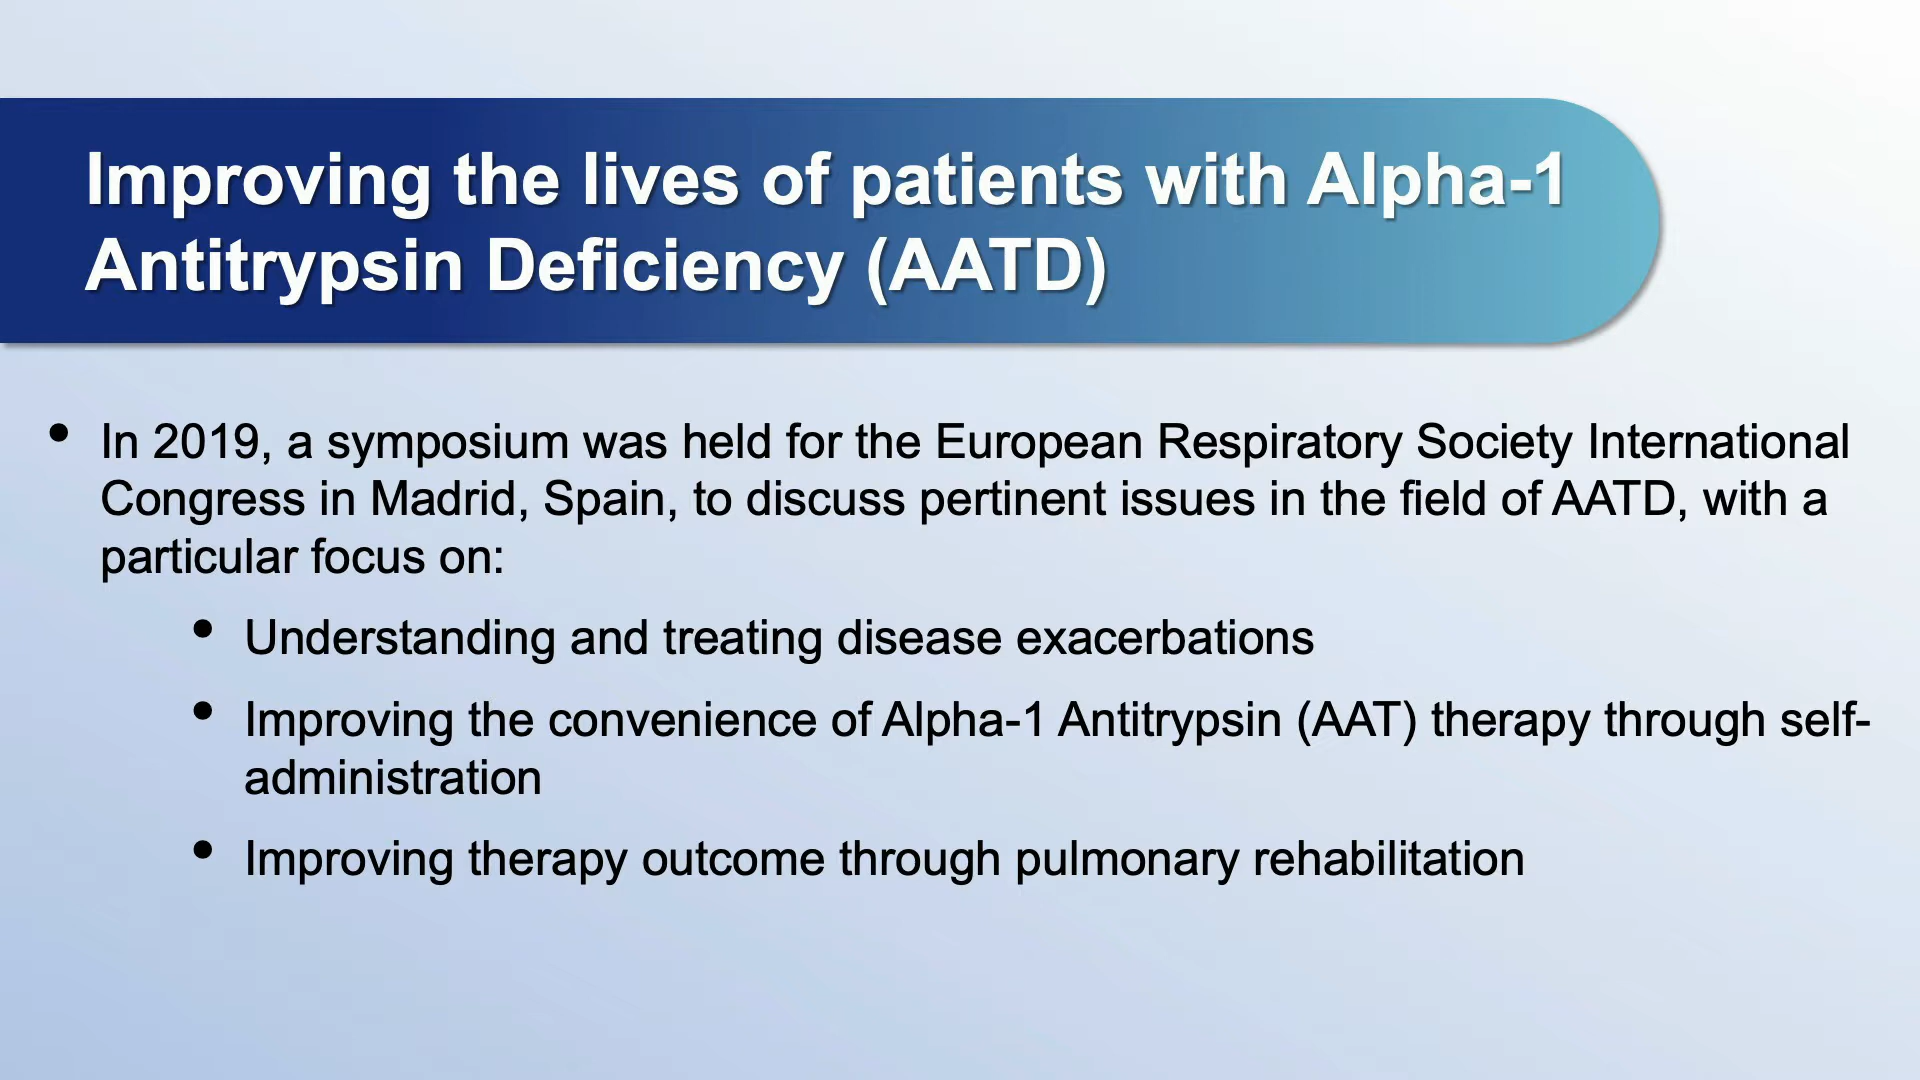 Improving the lives of patients with Alpha-1
Antitrypsin Deficiency (AATD)
• In 2019, a symposium was held for the European Respiratory Society International
Congress in Madrid, Spain, to discuss pertinent issues in the field of AATD, with a
particular focus on:
• Understanding and treating disease exacerbations
• Improving the convenience of Alpha-1 Antitrypsin (AAT) therapy through self-
administration
• Improving therapy outcome through pulmonary rehabilitation